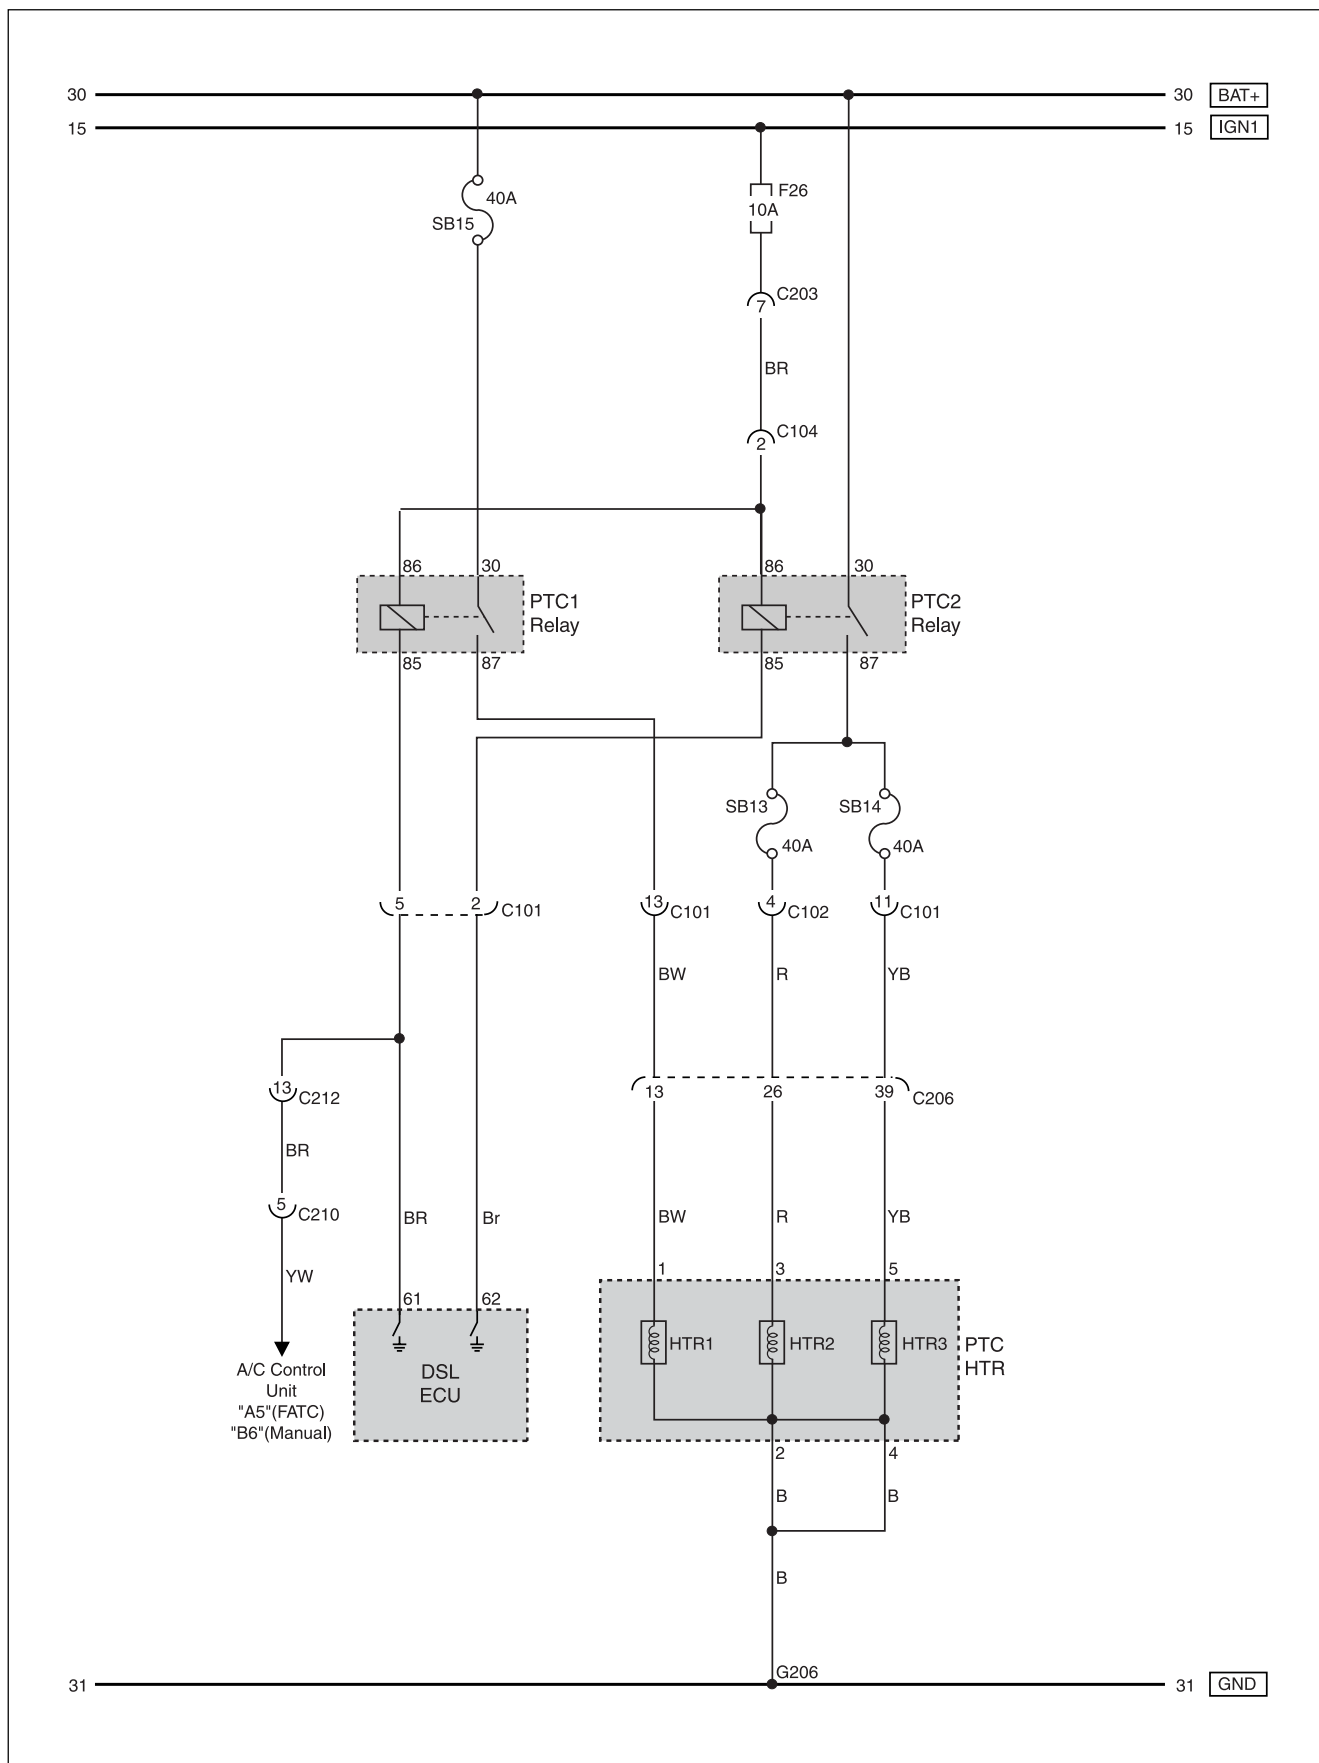 30
30 BAT+
15
15 IGN1
40A
SB15
F26
10A
C203
7
BR
C104
2
86
30
PTC1
Relay
85
87
86
30
PTC2
Relay
85
87
SB13
40A
SB14
40A
5
2
C101
13
C101
4
C102
11
C101
BW
R
YB
13
C212
BR
5
C210
YW
A/C Control
Unit
"A5"(FATC)
"B6"(Manual)
13
26
39
C206
BR
Br
BW
R
YB
61
62
DSL
ECU
1
3
5
HTR1
HTR2
HTR3
PTC
HTR
2
4
B
B
B
G206
31
31 GND